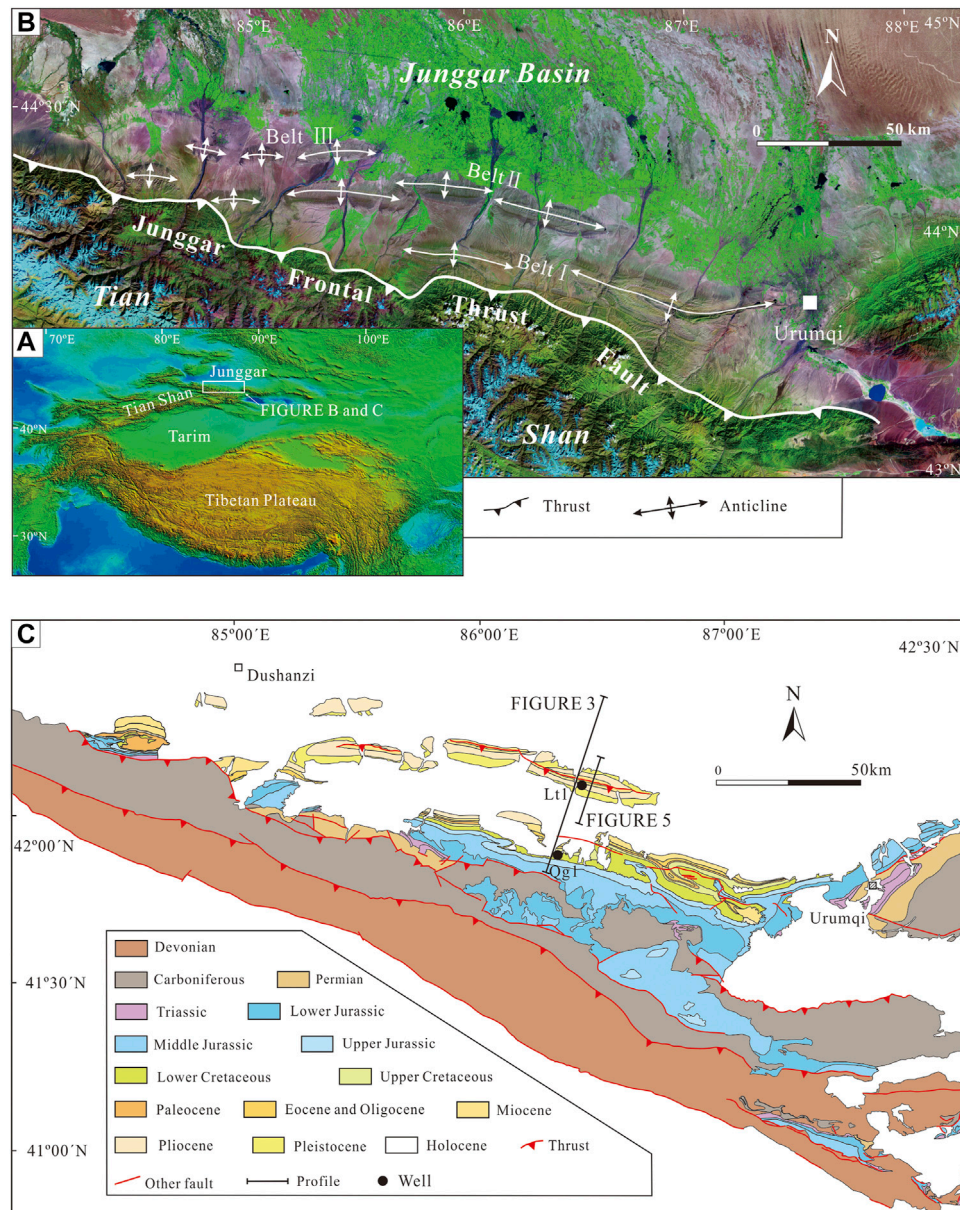 B
85ºE
86ºE
87ºE
88ºE
45ºN
N
Junggar Basin
44º30´N
0
50 km
Belt III
Belt II
44ºN
Junggar
Belt I
Frontal
Tian
Thrust
Urumqi
Fault
Shan
43ºN
A
70ºE
80ºE
90ºE
100ºE
Junggar
Tian Shan
FIGURE B and C
40ºN
Tarim
Tibetan Plateau
30ºN
Thrust
Anticline
C
85º00´E
86º00´E
87º00´E
42º30´N
Dushanzi
FIGURE 3
N
0
50km
Lt1
FIGURE 5
42º00´N
Qg1
Urumqi
41º30´N
Devonian
Carboniferous
Permian
Triassic
Lower Jurassic
Middle Jurassic
Upper Jurassic
Lower Cretaceous
Upper Cretaceous
Paleocene
Eocene and Oligocene
Miocene
Pliocene
Pleistocene
Holocene
Thrust
41º00´N
Other fault
Profile
Well